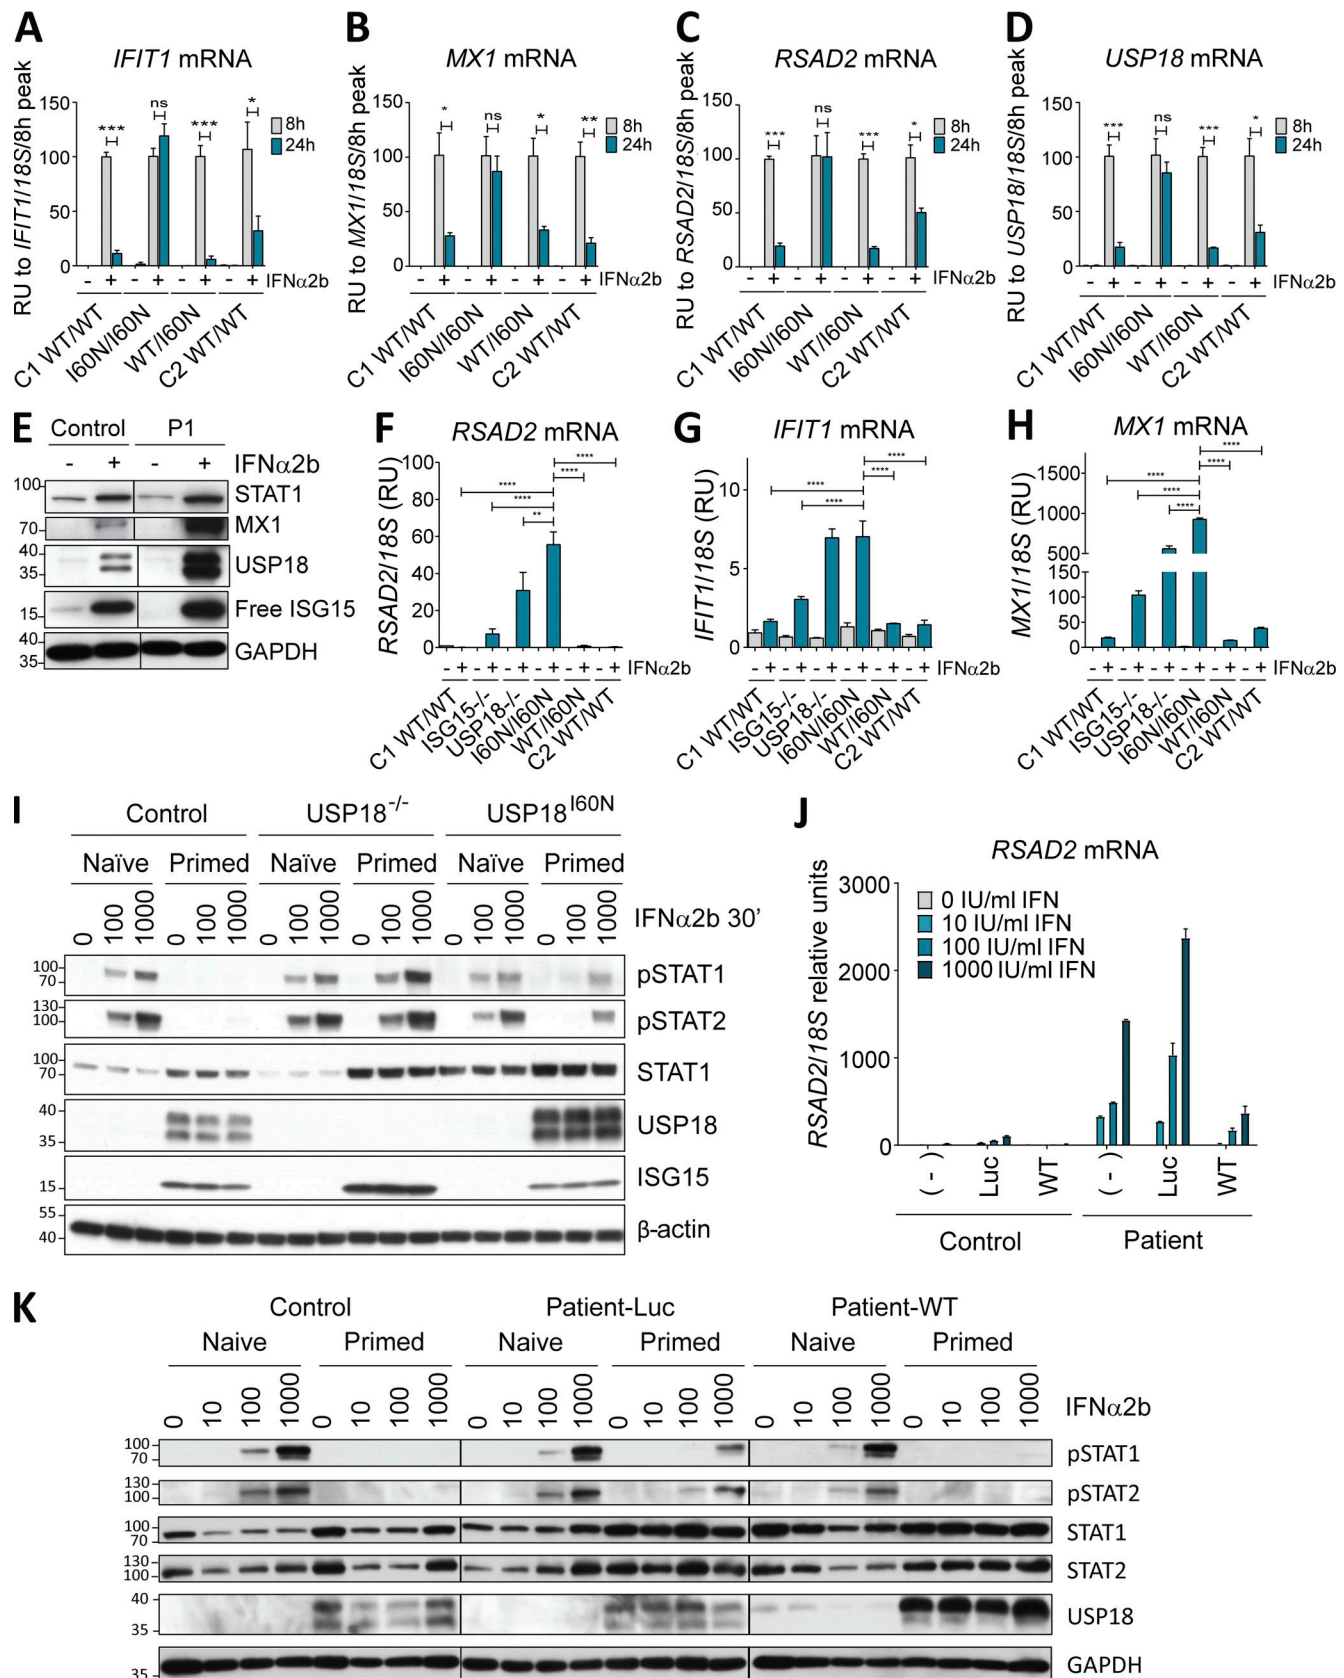 A
IFIT1 mRNA
RU to IFIT1/18S/8h peak
150
100
50
0
***
ns
***
*
8h
24h
- + - + - + - + IFNα2b
C1 WT/WT
I60N/I60N
WT/I60N
C2 WT/WT
B
MX1 mRNA
RU to MX1/18S/8h peak
150
100
50
0
*
ns
*
**
8h
24h
- + - + - + - + IFNα2b
C1 WT/WT
I60N/I60N
WT/I60N
C2 WT/WT
C
RSAD2 mRNA
RU to RSAD2/18S/8h peak
150
100
50
0
***
ns
***
*
8h
24h
- + - + - + - + IFNα2b
C1 WT/WT
I60N/I60N
WT/I60N
C2 WT/WT
D
USP18 mRNA
RU to USP18/18S/8h peak
150
100
50
0
***
ns
***
*
8h
24h
- + - + - + - + IFNα2b
C1 WT/WT
I60N/I60N
WT/I60N
C2 WT/WT
E
Control P1
- + - + IFNα2b
100 STAT1
70 MX1
40
35 USP18
15 Free ISG15
40
35 GAPDH
F
RSAD2 mRNA
RSAD2/18S (RU)
100
80
60
40
20
0
****
****
****
****
**
- + - + - + - + - + - +
C1 WT/WT
ISG15-/-
USP18-/-
I60N/I60N
WT/I60N
C2 WT/WT
G
IFIT1 mRNA
IFIT1/18S (RU)
10
5
0
****
****
****
****
- + - + - + - + - + - + IFNα2b
C1 WT/WT
ISG15-/-
USP18-/-
I60N/I60N
WT/I60N
C2 WT/WT
H
MX1 mRNA
MX1/18S (RU)
1500
1000
500
150
100
50
0
****
****
****
****
****
- + - + - + - + - + - + IFNα2b
C1 WT/WT
ISG15-/-
USP18-/-
I60N/I60N
WT/I60N
C2 WT/WT
I
Control USP18-/- USP18I60N
Naïve Primed Naïve Primed Naïve Primed
0 100 1000 0 100 1000 0 100 1000 0 100 1000 0 100 1000 0 100 1000 IFNα2b 30'
100
70 pSTAT1
130
100 pSTAT2
100
70 STAT1
40
35 USP18
15 ISG15
55
40 β-actin
J
RSAD2 mRNA
RSAD2/18S relative units
3000
2000
1000
0
0 IU/ml IFN
10 IU/ml IFN
100 IU/ml IFN
1000 IU/ml IFN
(-) Luc WT (-) Luc WT
Control Patient
K
Control Patient-Luc Patient-WT
Naive Primed Naive Primed Naive Primed
0 10 100 1000 0 10 100 1000 0 10 100 1000 0 10 100 1000 0 10 100 1000 0 10 100 1000 IFNα2b
100
70 pSTAT1
130
100 pSTAT2
100
70 STAT1
130
100 STAT2
40
35 USP18
35 GAPDH